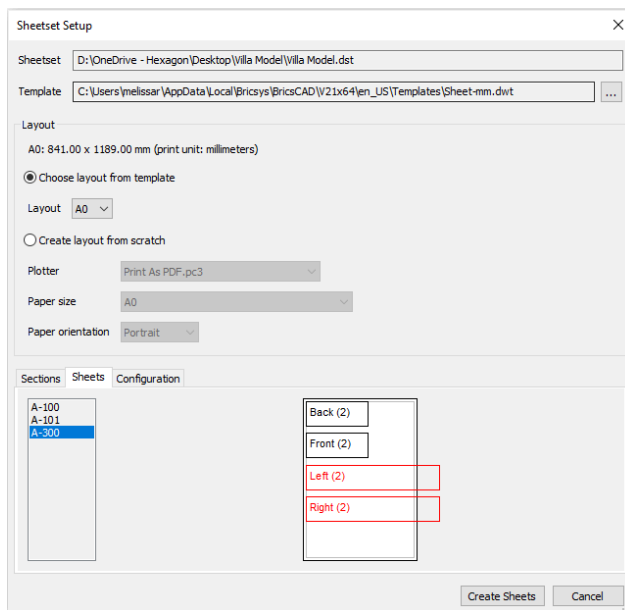 Sheetset Setup
Sheetset D:\OneDrive - Hexagon\Desktop\Villa Model\Villa Model.dst
Template C:\Users\melissar\AppData\Local\Bricsys\BricsCAD\V21x64\en_US\Templates\Sheet-mm.dwt ...
Layout
A0: 841.00 x 1189.00 mm (print unit: millimeters)
Choose layout from template
Layout A0
Create layout from scratch
Plotter Print As PDF.pc3
Paper size A0
Paper orientation Portrait
Sections Sheets Configuration
A-100
A-101
A-300
Back (2)
Front (2)
Left (2)
Right (2)
Create Sheets Cancel